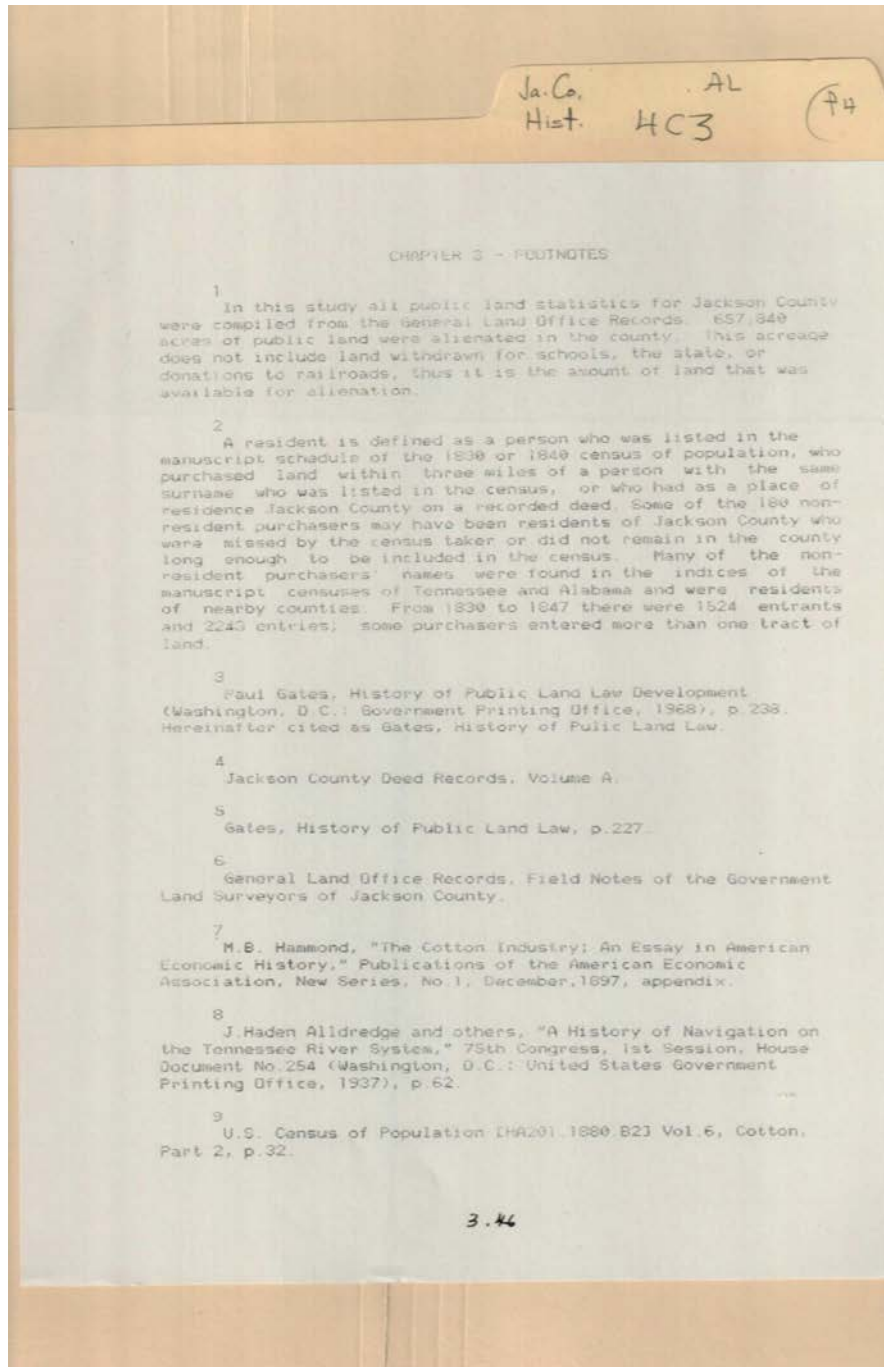 Ja. Co. . AL
Hist. 4C3 P4
CHAPTER 3 - FOOTNOTES
1
In this study all public land statistics for Jackson County
were compiled from the General Land Office Records. 657,840
acres of public land were alienated in the county. This acreage
does not include land withdrawn for schools, the state, or
donations to railroads, thus it is the amount of land that was
available for alienation.
2
A resident is defined as a person who was listed in the
manuscript schedule of the 1830 or 1840 census of population, who
purchased land within three miles of a person with the same
surname who was listed in the census, or who had as a place of
residence Jackson County on a recorded deed. Some of the 180 non-
resident purchasers may have been residents of Jackson County who
were missed by the census taker or did not remain in the county
long enough to be included in the census. Many of the non-
resident purchasers' names were found in the indices of the
manuscript censuses of Tennessee and Alabama and were residents
of nearby counties. From 1830 to 1847 there were 1524 entrants
and 2243 entries; some purchasers entered more than one tract of
land.
3
Paul Gates, History of Public Land Law Development
(Washington, D.C.: Government Printing Office, 1968), p.238.
Hereinafter cited as Gates, History of Pulic Land Law.
4
Jackson County Deed Records, Volume A.
5
Gates, History of Public Land Law, p.227.
6
General Land Office Records, Field Notes of the Government
Land Surveyors of Jackson County.
7
M.B. Hammond, "The Cotton Industry; An Essay in American
Economic History," Publications of the American Economic
Association, New Series, No.1, December,1897, appendix.
8
J.Haden Alldredge and others, "A History of Navigation on
the Tennessee River System," 75th Congress, 1st Session, House
Document No.254 (Washington, D.C.: United States Government
Printing Office, 1937), p.62.
9
U.S. Census of Population [HA201.1880.B2] Vol.6, Cotton,
Part 2, p.32.
3.46